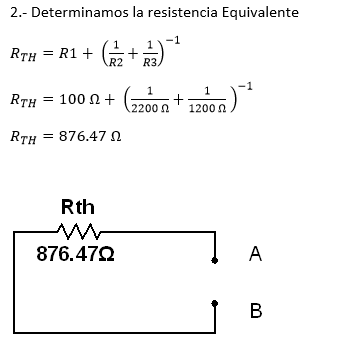 2.- Determinamos la resistencia Equivalente
R_TH = R1 + (1/R2 + 1/R3)^-1
R_TH = 100 Ω + (1/2200 Ω + 1/1200 Ω)^-1
R_TH = 876.47 Ω
Rth
876.47Ω
A
B